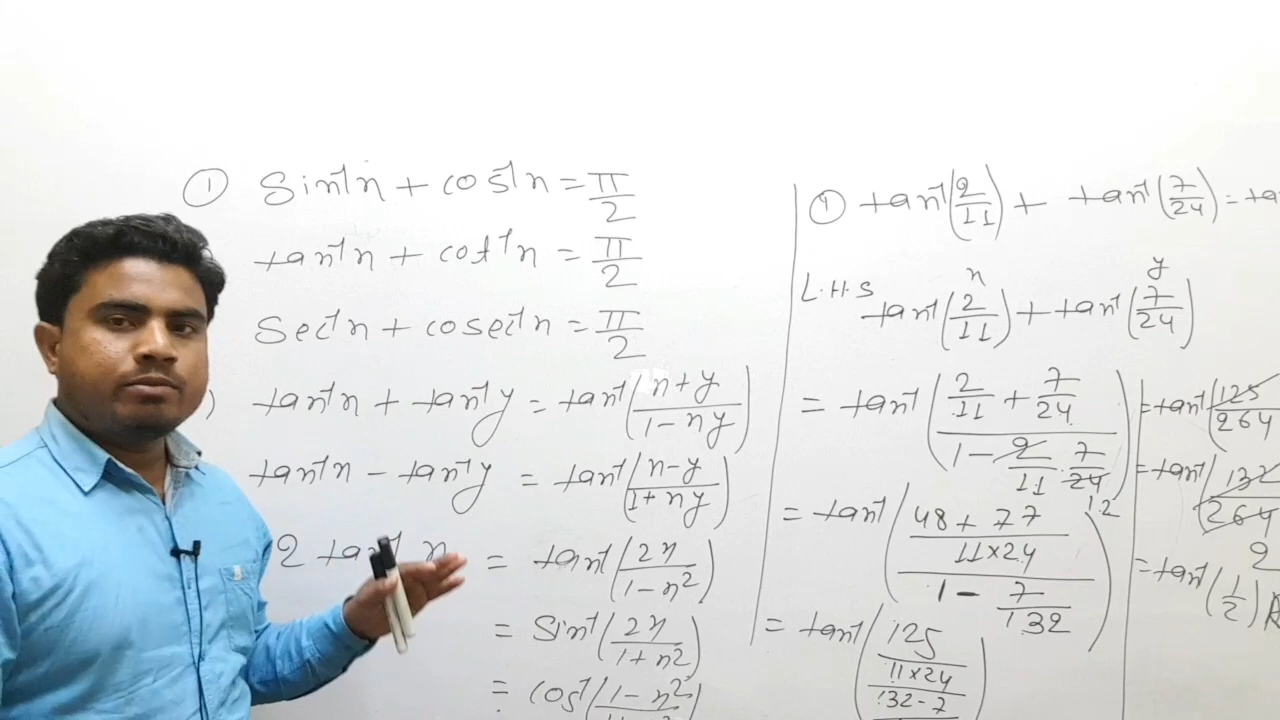 ① sin⁻¹x + cos⁻¹x = π/2
tan⁻¹x + cot⁻¹x = π/2
sec⁻¹x + cosec⁻¹x = π/2
) tan⁻¹x + tan⁻¹y = tan⁻¹((x+y)/(1-xy))
tan⁻¹x - tan⁻¹y = tan⁻¹((x-y)/(1+xy))
2 tan⁻¹x = tan⁻¹(2x/(1-x²))
= Sin⁻¹(2x/(1+x²))
= cos⁻¹(1-x²
④ tan⁻¹(2/11) + tan⁻¹(7/24) = ta
x y
L.H.S tan⁻¹(2/11) + tan⁻¹(7/24)
= tan⁻¹((2/11 + 7/24)/(1 - 2/11 · 7/24))
12
= tan⁻¹(((48+77)/(11×24))/(1 - 7/132))
= tan⁻¹((125/(11×24))/(132-7
= tan⁻¹(125/264
= tan⁻¹(132/264
2
= tan⁻¹(1/2)